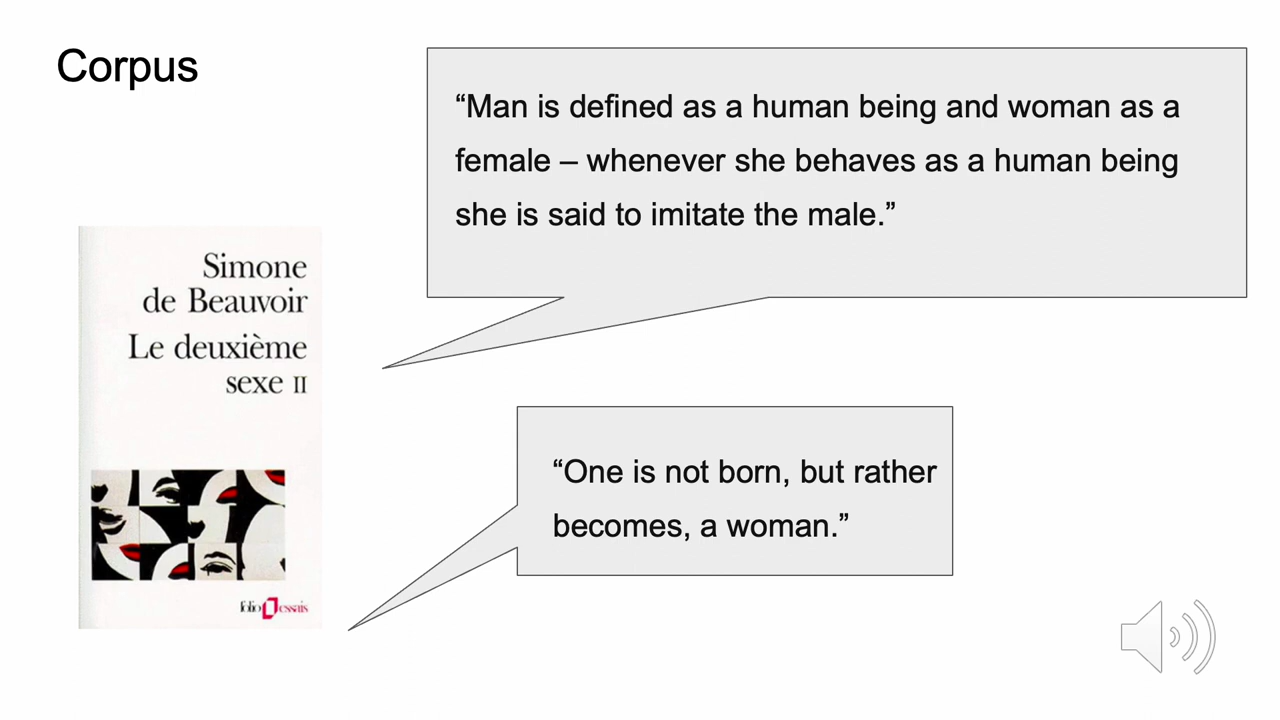 Corpus
“Man is defined as a human being and woman as a
female – whenever she behaves as a human being
she is said to imitate the male.”
Simone
de Beauvoir
Le deuxième
sexe II
“One is not born, but rather
becomes, a woman.”
folio essais